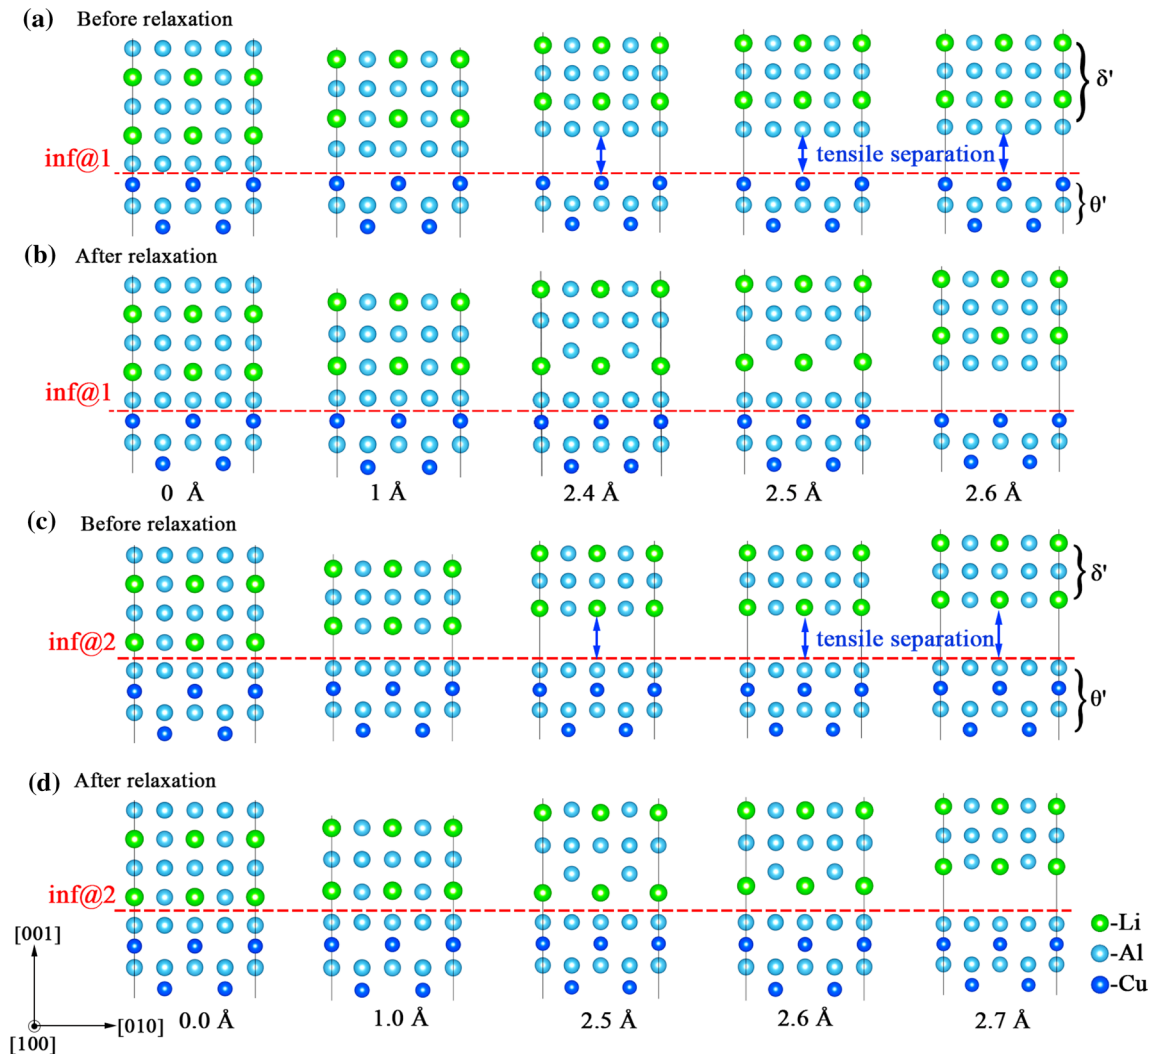 (a) Before relaxation
δ'
inf@1
tensile separation
θ'
(b) After relaxation
inf@1
0 Å 1 Å 2.4 Å 2.5 Å 2.6 Å
(c) Before relaxation
δ'
inf@2
tensile separation
θ'
(d) After relaxation
inf@2
-Li
[001]
-Al
-Cu
[010]
0.0 Å 1.0 Å 2.5 Å 2.6 Å 2.7 Å
[100]